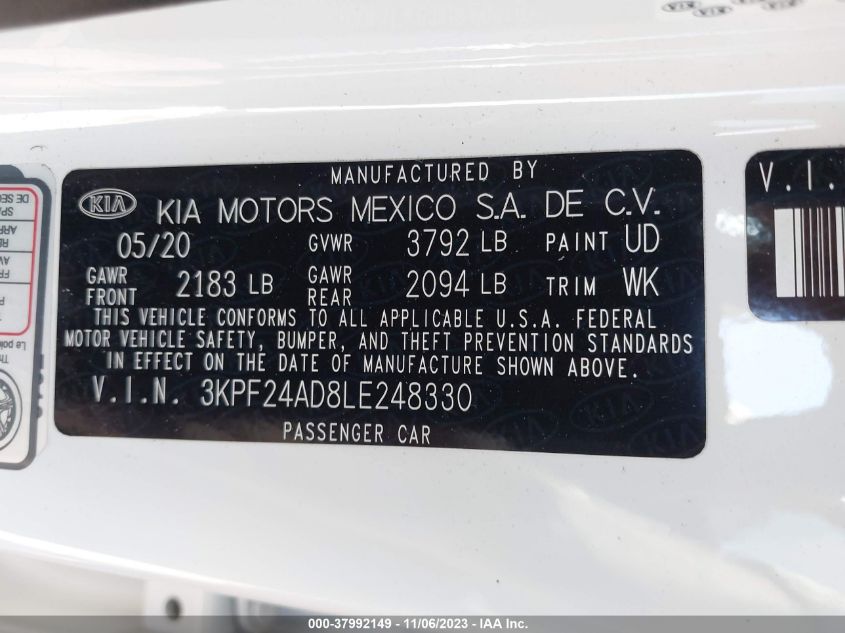 MANUFACTURED BY
KIA KIA MOTORS MEXICO S.A. DE C.V.
05/20 GVWR 3792 LB PAINT UD
GAWR FRONT 2183 LB GAWR REAR 2094 LB TRIM WK
THIS VEHICLE CONFORMS TO ALL APPLICABLE U.S.A. FEDERAL
MOTOR VEHICLE SAFETY, BUMPER, AND THEFT PREVENTION STANDARDS
IN EFFECT ON THE DATE OF MANUFACTURE SHOWN ABOVE.
V.I.N. 3KPF24AD8LE248330
PASSENGER CAR
V.I.
000-37992149 - 11/06/2023 - IAA Inc.